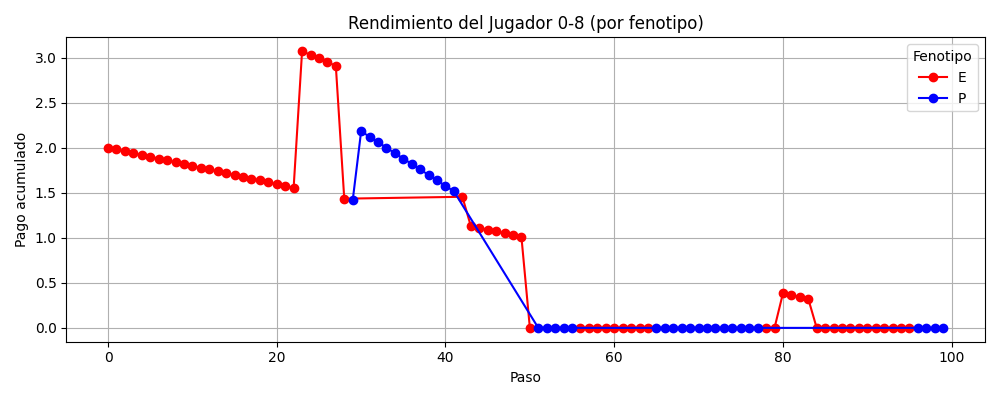 Rendimiento del Jugador 0-8 (por fenotipo)
Pago acumulado
3.0
2.5
2.0
1.5
1.0
0.5
0.0
Fenotipo
E
P
0 20 40 60 80 100
Paso